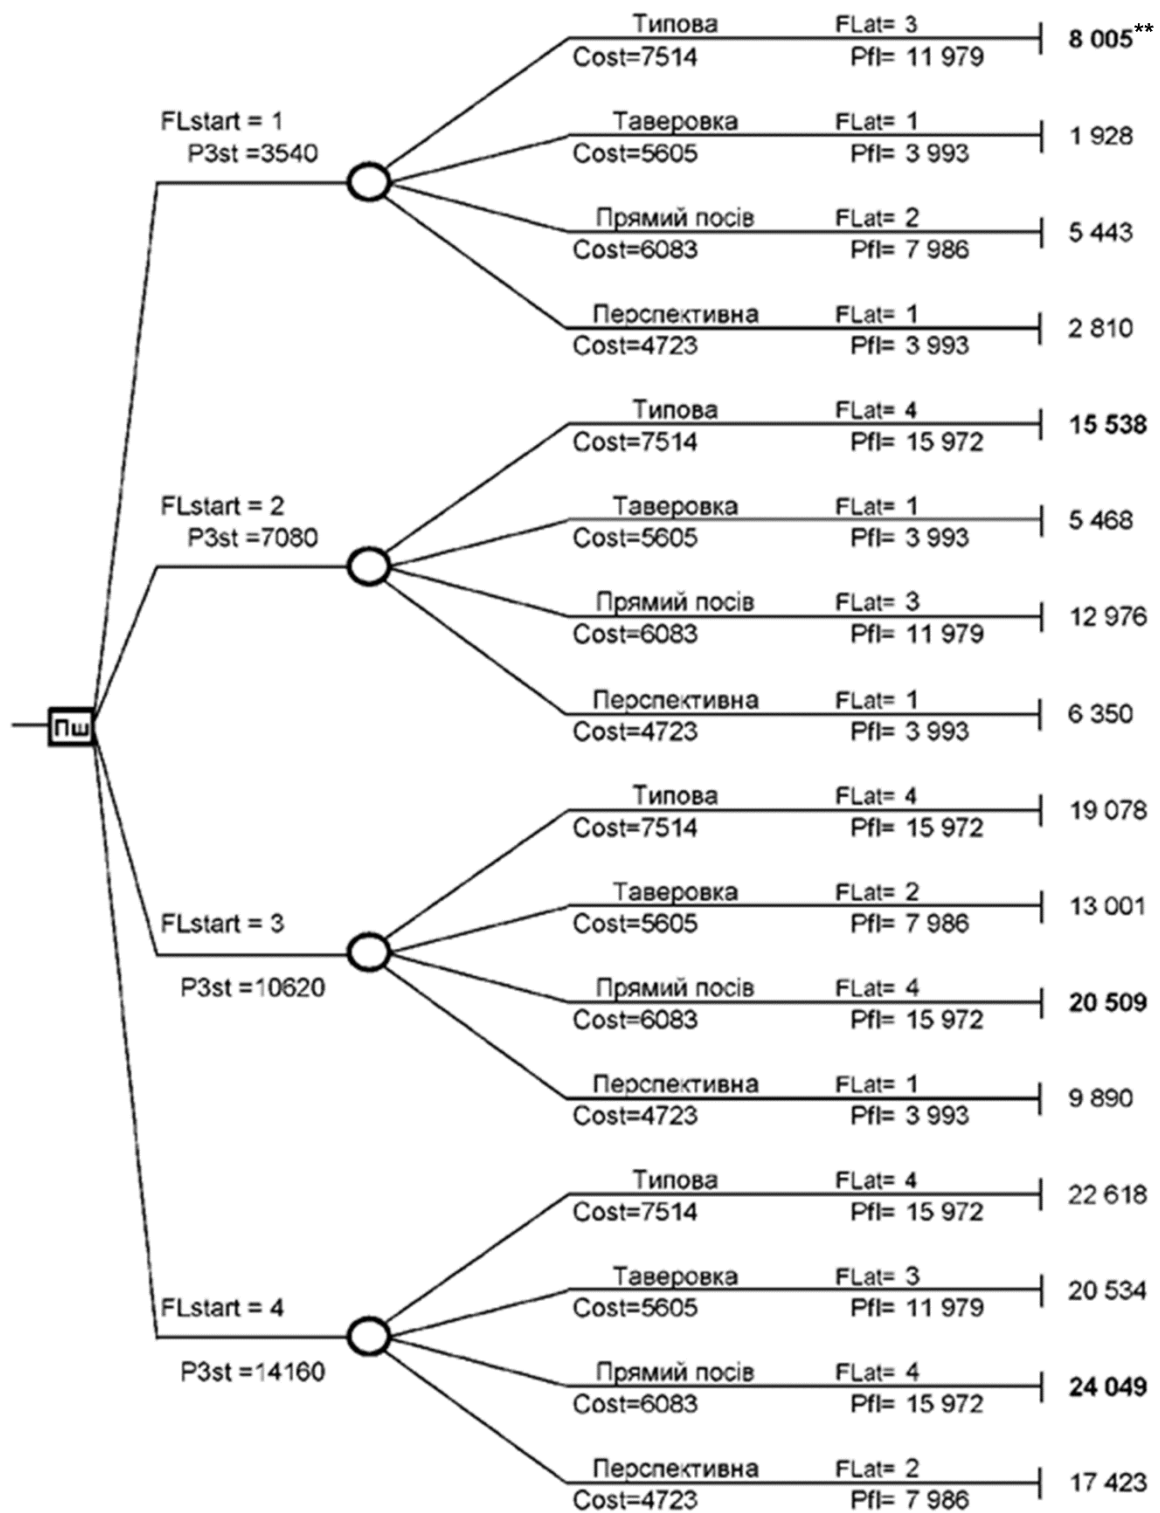 Типова FLat= 3 8 005**
Cost=7514 Pfl= 11 979
FLstart = 1
P3st =3540
Таверовка FLat= 1 1 928
Cost=5605 Pfl= 3 993
Прямий посів FLat= 2 5 443
Cost=6083 Pfl= 7 986
Перспективна FLat= 1 2 810
Cost=4723 Pfl= 3 993
Типова FLat= 4 15 538
Cost=7514 Pfl= 15 972
FLstart = 2
P3st =7080
Таверовка FLat= 1 5 468
Cost=5605 Pfl= 3 993
Прямий посів FLat= 3 12 976
Cost=6083 Pfl= 11 979
Перспективна FLat= 1 6 350
Cost=4723 Pfl= 3 993
Пш
Типова FLat= 4 19 078
Cost=7514 Pfl= 15 972
FLstart = 3
P3st =10620
Таверовка FLat= 2 13 001
Cost=5605 Pfl= 7 986
Прямий посів FLat= 4 20 509
Cost=6083 Pfl= 15 972
Перспективна FLat= 1 9 890
Cost=4723 Pfl= 3 993
Типова FLat= 4 22 618
Cost=7514 Pfl= 15 972
FLstart = 4
P3st =14160
Таверовка FLat= 3 20 534
Cost=5605 Pfl= 11 979
Прямий посів FLat= 4 24 049
Cost=6083 Pfl= 15 972
Перспективна FLat= 2 17 423
Cost=4723 Pfl= 7 986